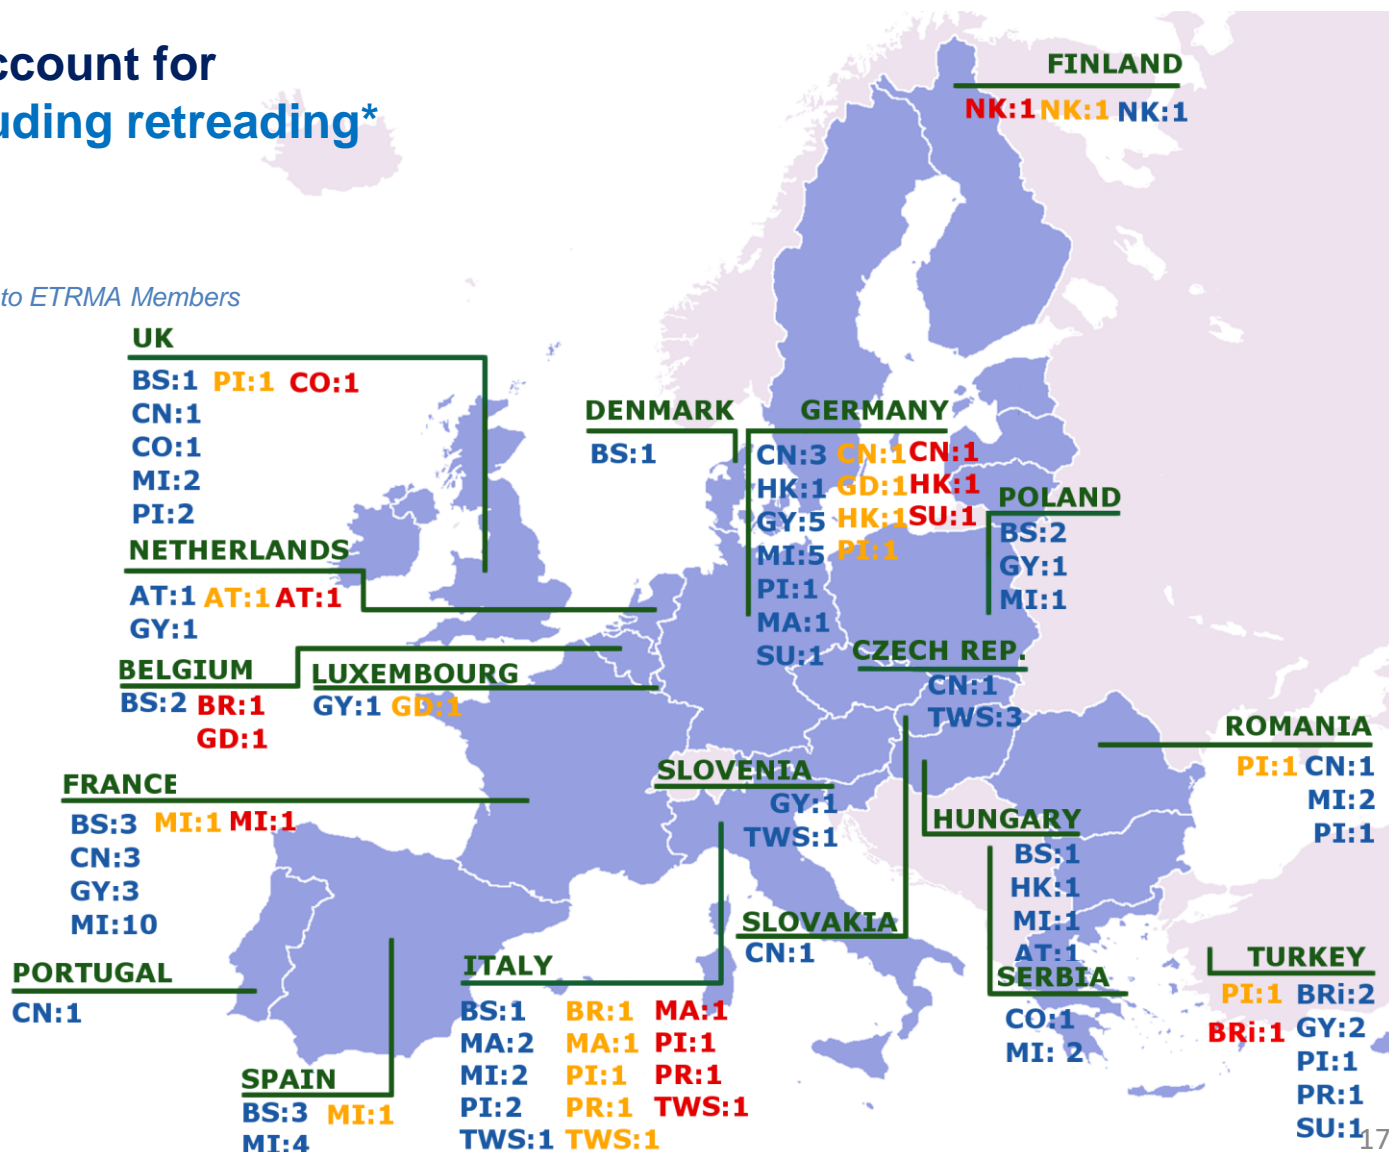 ccount for
uding retreading*
to ETRMA Members
FINLAND
NK:1 NK:1 NK:1
UK
BS:1 PI:1 CO:1
CN:1
CO:1
MI:2
PI:2
NETHERLANDS
AT:1 AT:1 AT:1
GY:1
BELGIUM
BS:2 BR:1
GD:1
LUXEMBOURG
GY:1 GD:1
DENMARK
BS:1
GERMANY
CN:3 CN:1 CN:1
HK:1 GD:1 HK:1
GY:5 HK:1 SU:1
MI:5 PI:1
PI:1
MA:1
SU:1
POLAND
BS:2
GY:1
MI:1
CZECH REP.
CN:1
TWS:3
ROMANIA
PI:1 CN:1
MI:2
PI:1
FRANCE
BS:3 MI:1 MI:1
CN:3
GY:3
MI:10
SLOVENIA
GY:1
TWS:1
HUNGARY
BS:1
HK:1
MI:1
AT:1
SLOVAKIA
CN:1
SERBIA
CO:1
MI: 2
TURKEY
PI:1 BRi:2
BRi:1 GY:2
PI:1
PR:1
SU:1
PORTUGAL
CN:1
ITALY
BS:1 BR:1 MA:1
MA:2 MA:1 PI:1
MI:2 PI:1 PR:1
PI:2 PR:1 TWS:1
TWS:1 TWS:1
SPAIN
BS:3 MI:1
MI:4
17